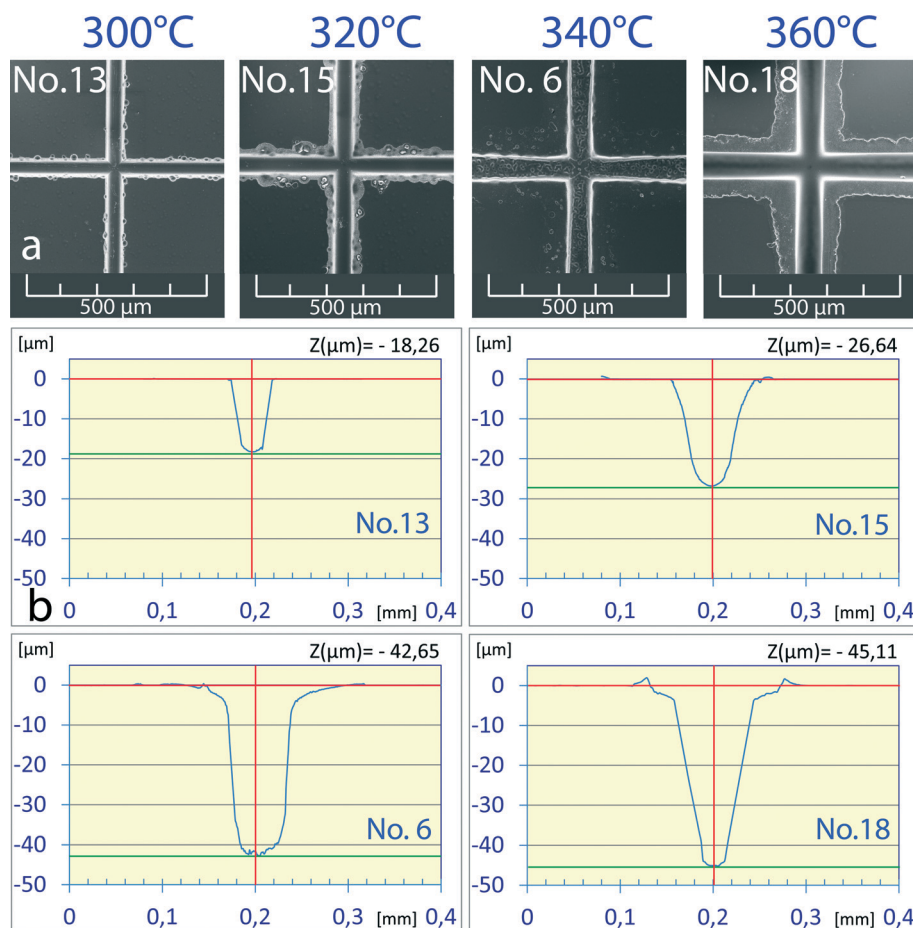 300°C 320°C 340°C 360°C
No.13 No.15 No. 6 No.18
a
500 µm 500 µm 500 µm 500 µm
[µm] Z(µm)= - 18,26
0
-10
-20
-30
-40
-50
No.13
b
0 0,1 0,2 0,3 [mm] 0,4
[µm] Z(µm)= - 26,64
0
-10
-20
-30
-40
-50
No.15
0 0,1 0,2 0,3 [mm] 0,4
[µm] Z(µm)= - 42,65
0
-10
-20
-30
-40
-50
No. 6
0 0,1 0,2 0,3 [mm] 0,4
[µm] Z(µm)= - 45,11
0
-10
-20
-30
-40
-50
No.18
0 0,1 0,2 0,3 [mm] 0,4